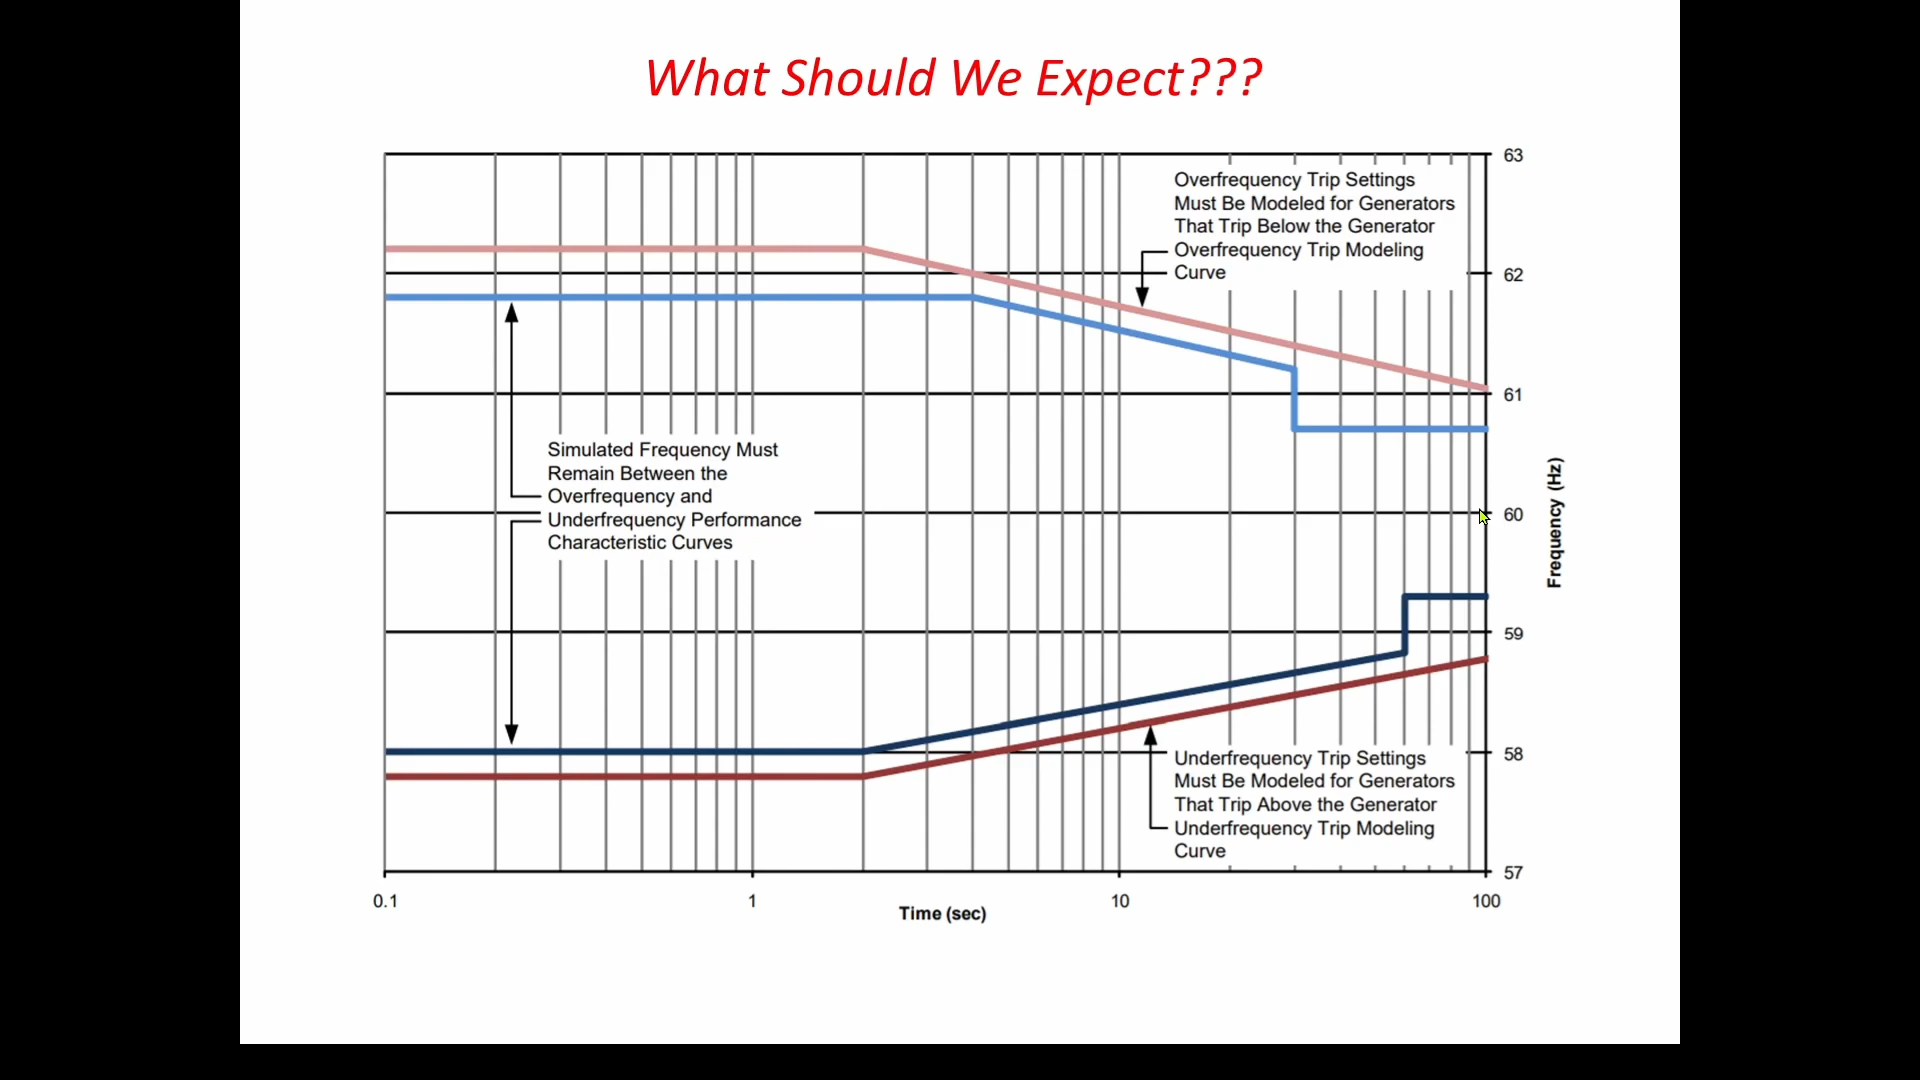 What Should We Expect???
63
Overfrequency Trip Settings
Must Be Modeled for Generators
That Trip Below the Generator
Overfrequency Trip Modeling
Curve
62
61
Simulated Frequency Must
Remain Between the
Overfrequency and
Underfrequency Performance
Characteristic Curves
60
Frequency (Hz)
59
58
Underfrequency Trip Settings
Must Be Modeled for Generators
That Trip Above the Generator
Underfrequency Trip Modeling
Curve
57
0.1
1
10
100
Time (sec)